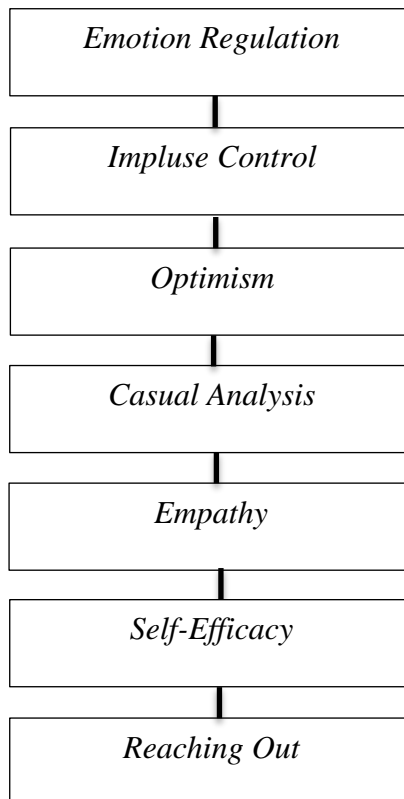 Emotion Regulation
Impluse Control
Optimism
Casual Analysis
Empathy
Self-Efficacy
Reaching Out